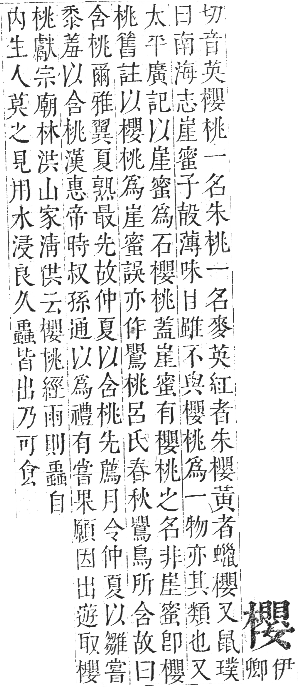 櫻伊卿
切音英櫻桃一名朱桃一名麥英紅者朱櫻黃者蠟櫻又鼠璞
曰南海志崖蜜子殼薄味甘雖不與櫻桃爲一物亦其類也又
太平廣記以崖蜜爲石櫻桃蓋崖蜜有櫻桃之名非崖蜜卽櫻
桃舊註以櫻桃爲崖蜜誤亦作鸎桃呂氏春秋鸎鳥所含故曰
含桃爾雅翼夏熟最先故仲夏以含桃先薦月令仲夏以雛嘗
黍羞以含桃漢惠帝時叔孫通以爲禮有嘗果願因出遊取櫻
桃獻宗廟林洪山家清供云櫻桃經雨則蟲自
內生人莫之見用水浸良久蟲皆出乃可食